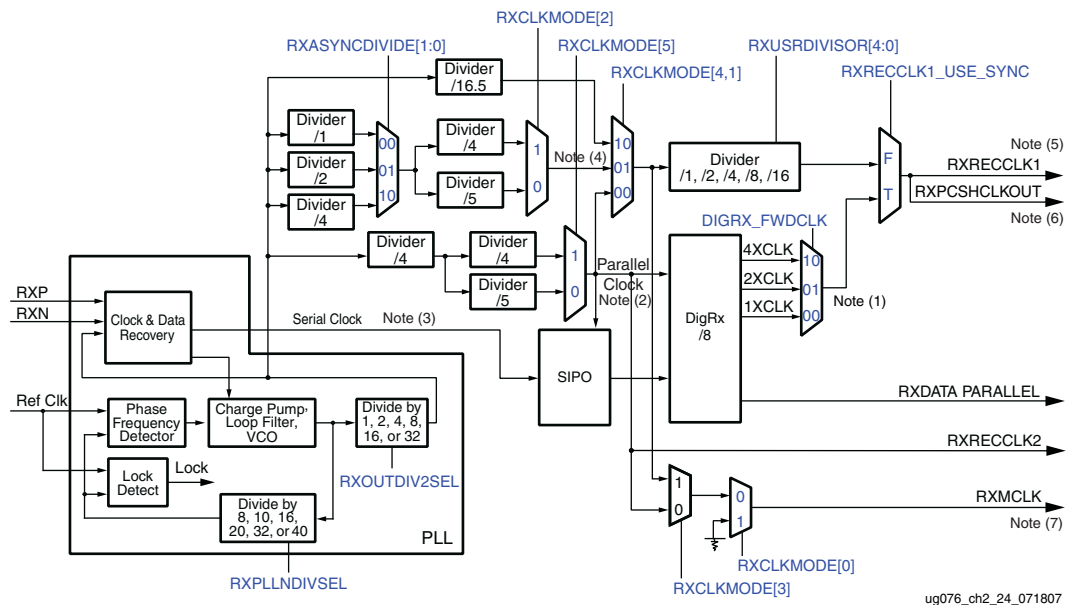 RXCLKMODE[2]
RXASYNCDIVIDE[1:0]
RXCLKMODE[5]
RXUSRDIVISOR[4:0]
RXCLKMODE[4,1]
RXRECCLK1_USE_SYNC
Divider
/16.5
Divider
/1
Divider
/2
Divider
/4
00
01
10
Divider
/4
Divider
/5
1
0
Note (4)
10
01
00
Divider
/1, /2, /4, /8, /16
F
T
Note (5)
RXRECCLK1
RXPCSHCLKOUT
Note (6)
Divider
/4
Divider
/4
Divider
/5
1
0
Parallel
Clock
Note (2)
DIGRX_FWDCLK
4XCLK
2XCLK
1XCLK
10
01
00
Note (1)
DigRx
/8
RXP
RXN
Clock & Data
Recovery
Serial Clock
Note (3)
SIPO
RXDATA PARALLEL
Ref Clk
Phase
Frequency
Detector
Charge Pump,
Loop Filter,
VCO
Divide by
1, 2, 4, 8,
16, or 32
RXRECCLK2
Lock
Detect
Lock
RXOUTDIV2SEL
Divide by
8, 10, 16,
20, 32, or 40
PLL
1
0
0
1
RXMCLK
Note (7)
RXPLLNDIVSEL
RXCLKMODE[0]
RXCLKMODE[3]
ug076_ch2_24_071807